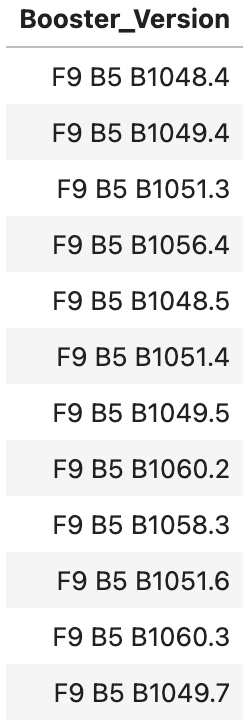 Booster_Version
F9 B5 B1048.4
F9 B5 B1049.4
F9 B5 B1051.3
F9 B5 B1056.4
F9 B5 B1048.5
F9 B5 B1051.4
F9 B5 B1049.5
F9 B5 B1060.2
F9 B5 B1058.3
F9 B5 B1051.6
F9 B5 B1060.3
F9 B5 B1049.7